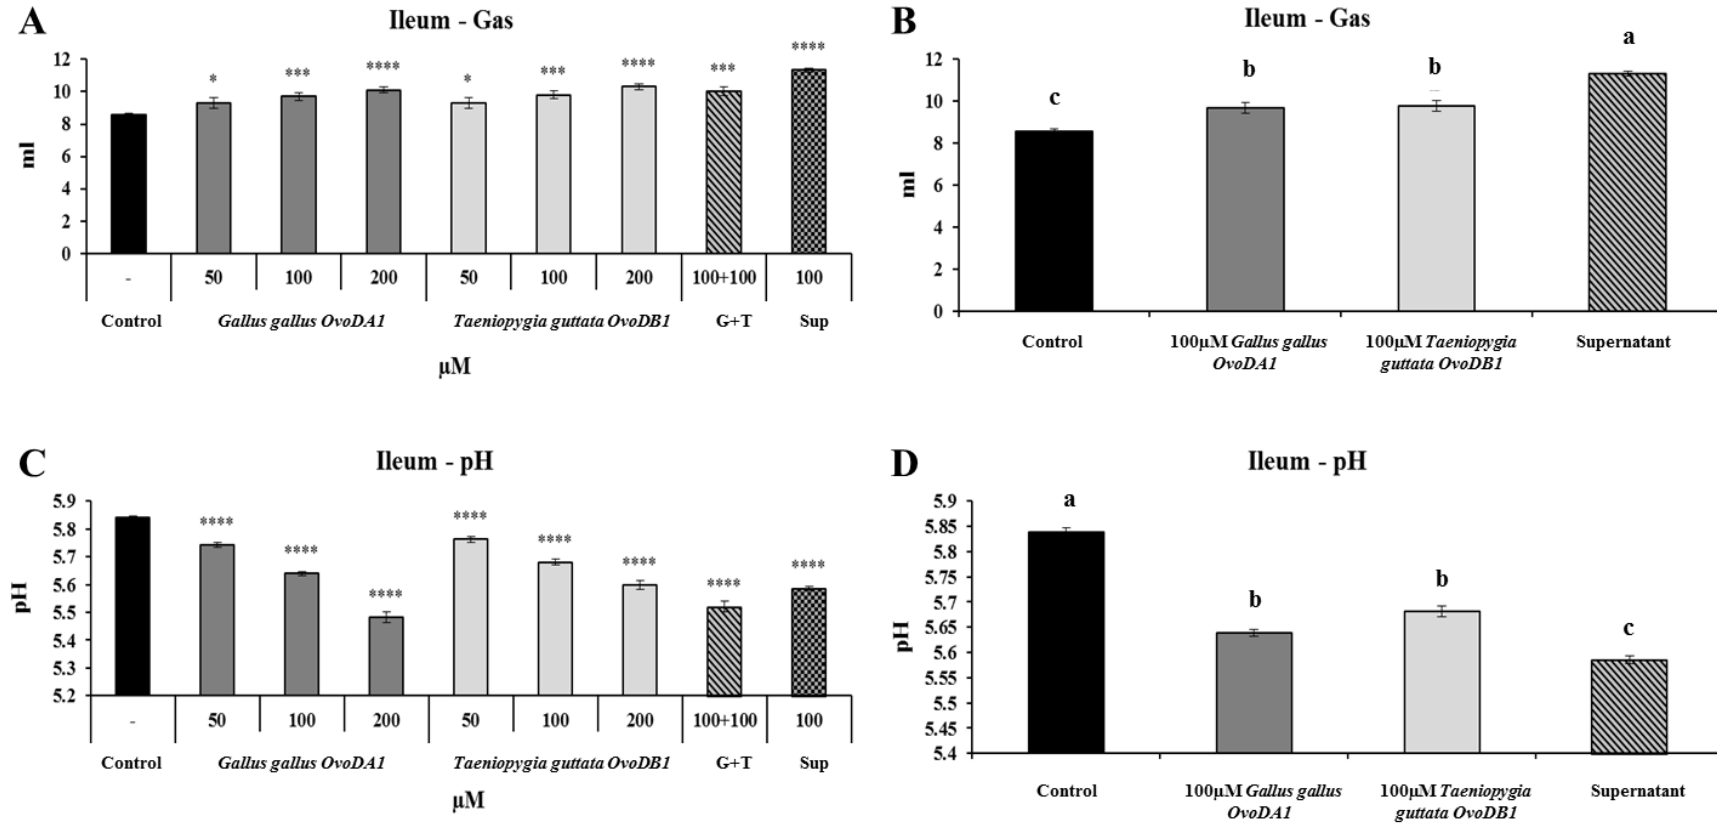 A
Ileum - Gas
12
10
8
6
4
2
0
ml
*
***
****
*
***
****
***
****
-
50
100
200
50
100
200
100+100
100
Control
Gallus gallus OvoDA1
Taeniopygia guttata OvoDB1
G+T
Sup
µM
B
Ileum - Gas
12
10
8
6
4
2
0
ml
c
b
b
a
Control
100µM Gallus gallus
OvoDA1
100µM Taeniopygia
guttata OvoDB1
Supernatant
C
Ileum - pH
5.9
5.8
5.7
5.6
5.5
5.4
5.3
5.2
pH
****
****
****
****
****
****
****
****
-
50
100
200
50
100
200
100+100
100
Control
Gallus gallus OvoDA1
Taeniopygia guttata OvoDB1
G+T
Sup
µM
D
Ileum - pH
5.9
5.85
5.8
5.75
5.7
5.65
5.6
5.55
5.5
5.45
5.4
pH
a
b
b
c
Control
100µM Gallus gallus
OvoDA1
100µM Taeniopygia
guttata OvoDB1
Supernatant